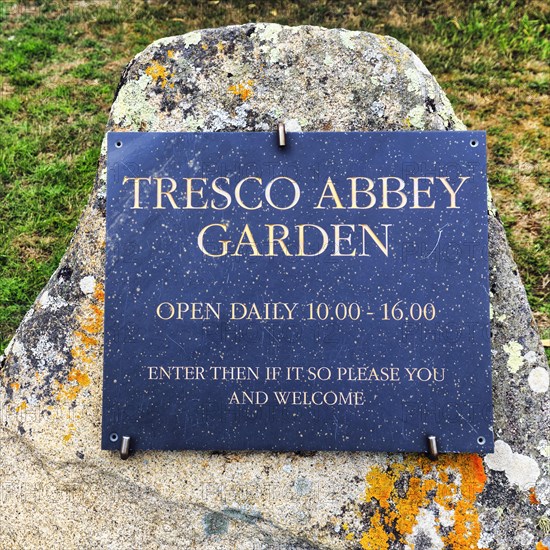 TRESCO ABBEY
GARDEN
OPEN DAILY 10.00 - 16.00
ENTER THEN IF IT SO PLEASE YOU
AND WELCOME